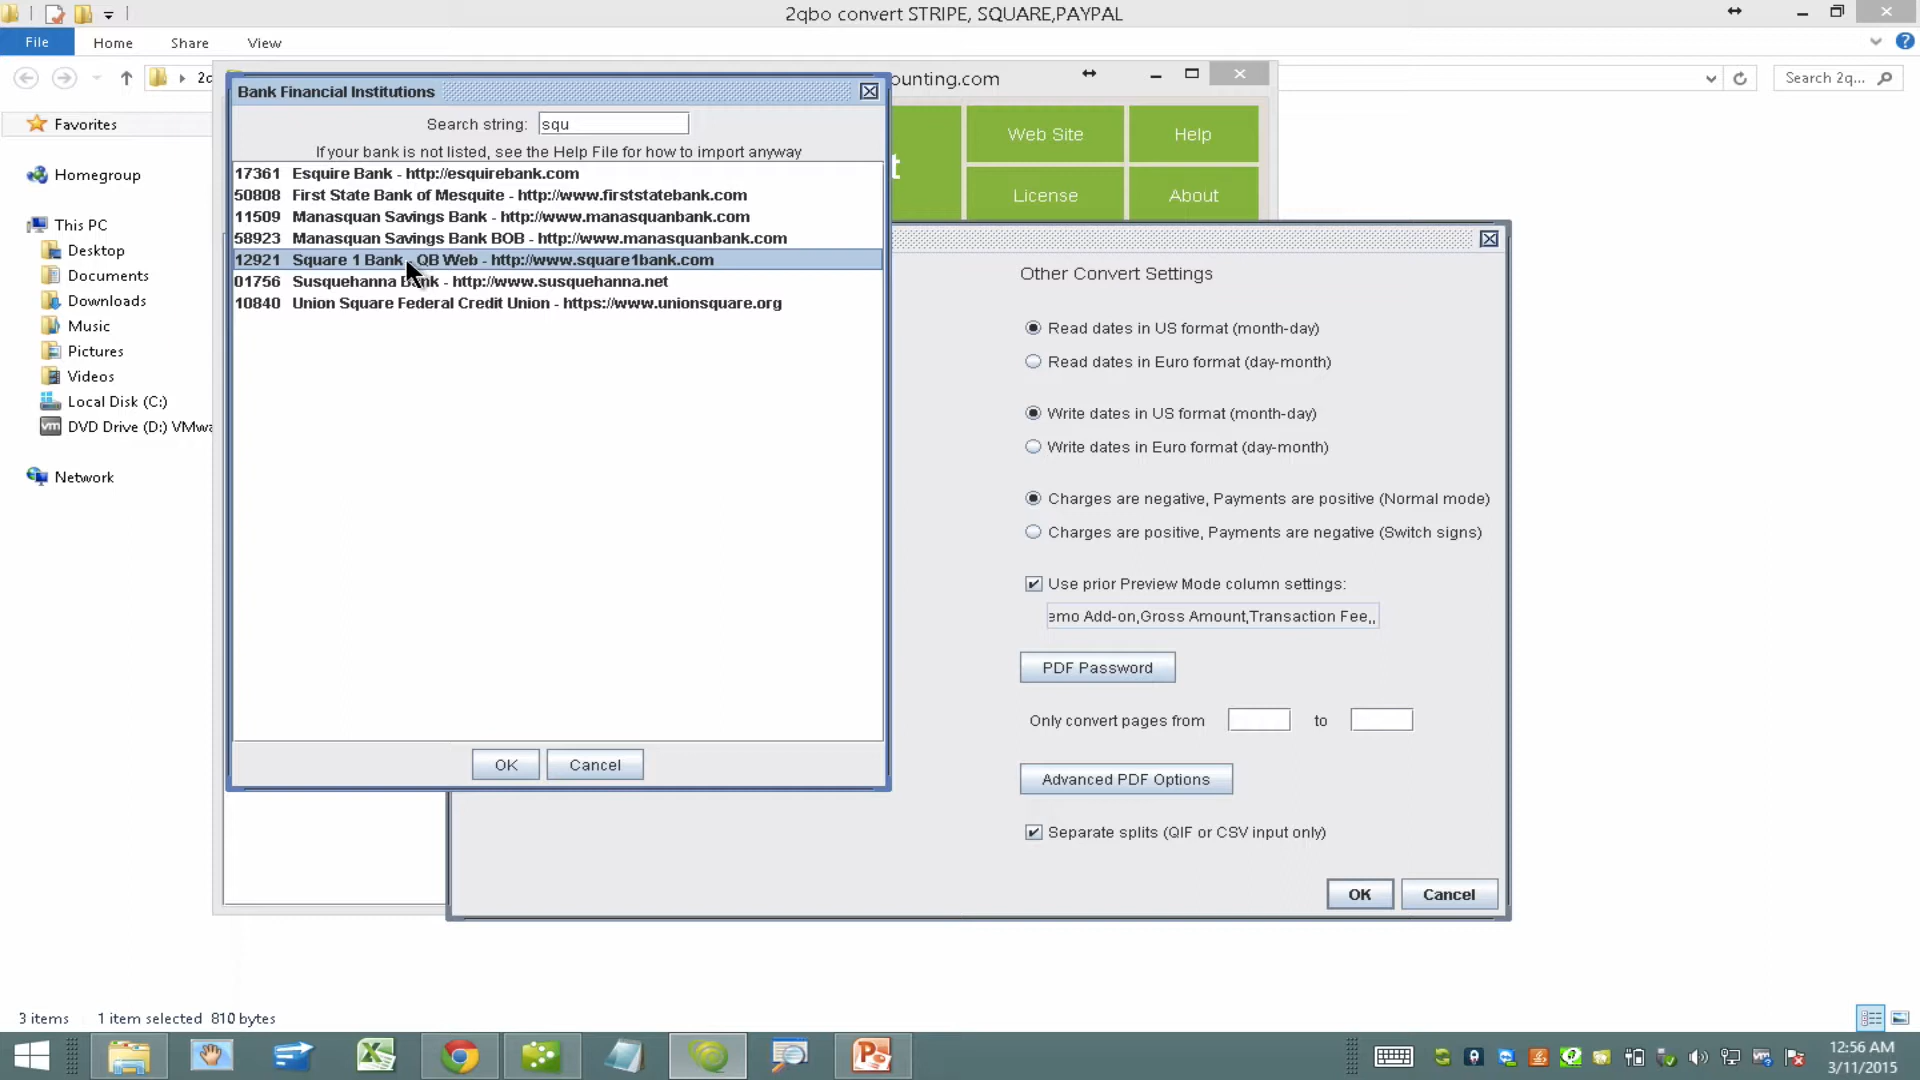 2qbo convert STRIPE, SQUARE,PAYPAL
File Home Share View
Search 2q...
ounting.com
Bank Financial Institutions
Search string: squ
If your bank is not listed, see the Help File for how to import anyway
17361 Esquire Bank - http://esquirebank.com
50808 First State Bank of Mesquite - http://www.firststatebank.com
11509 Manasquan Savings Bank - http://www.manasquanbank.com
58923 Manasquan Savings Bank BOB - http://www.manasquanbank.com
12921 Square 1 Bank - QB Web - http://www.square1bank.com
01756 Susquehanna Bank - http://www.susquehanna.net
10840 Union Square Federal Credit Union - https://www.unionsquare.org
OK Cancel
Web Site Help
License About
Favorites
Homegroup
This PC
Desktop
Documents
Downloads
Music
Pictures
Videos
Local Disk (C:)
DVD Drive (D:) VMwa
Network
Other Convert Settings
Read dates in US format (month-day)
Read dates in Euro format (day-month)
Write dates in US format (month-day)
Write dates in Euro format (day-month)
Charges are negative, Payments are positive (Normal mode)
Charges are positive, Payments are negative (Switch signs)
Use prior Preview Mode column settings:
emo Add-on,Gross Amount,Transaction Fee,,
PDF Password
Only convert pages from to
Advanced PDF Options
Separate splits (QIF or CSV input only)
OK Cancel
3 items 1 item selected 810 bytes
12:56 AM
3/11/2015